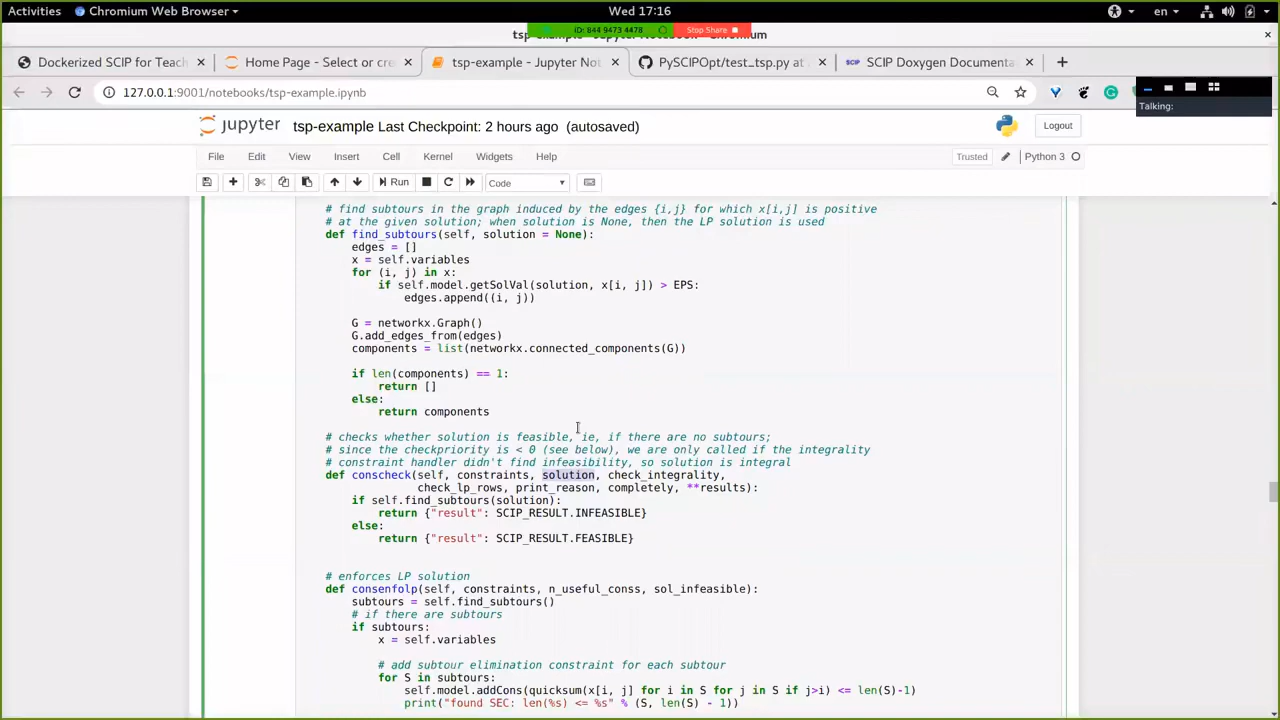 Activities
Chromium Web Browser
Wed 17:16
en
ID: 844 9473 4478
Stop Share
Dockerized SCIP for Teach
Home Page - Select or cre
tsp-example - Jupyter No
PySCIPOpt/test_tsp.py at
SCIP Doxygen Documenta
127.0.0.1:9001/notebooks/tsp-example.ipynb
Talking:
jupyter
tsp-example Last Checkpoint: 2 hours ago (autosaved)
Logout
File Edit View Insert Cell Kernel Widgets Help
Trusted
Python 3
Run
Code
# find subtours in the graph induced by the edges {i,j} for which x[i,j] is positive
# at the given solution; when solution is None, then the LP solution is used
def find_subtours(self, solution = None):
edges = []
x = self.variables
for (i, j) in x:
if self.model.getSolVal(solution, x[i, j]) > EPS:
edges.append((i, j))
G = networkx.Graph()
G.add_edges_from(edges)
components = list(networkx.connected_components(G))
if len(components) == 1:
return []
else:
return components
# checks whether solution is feasible, ie, if there are no subtours;
# since the checkpriority is < 0 (see below), we are only called if the integrality
# constraint handler didn't find infeasibility, so solution is integral
def conscheck(self, constraints, solution, check_integrality,
check_lp_rows, print_reason, completely, **results):
if self.find_subtours(solution):
return {"result": SCIP_RESULT.INFEASIBLE}
else:
return {"result": SCIP_RESULT.FEASIBLE}
# enforces LP solution
def consenfolp(self, constraints, n_useful_conss, sol_infeasible):
subtours = self.find_subtours()
# if there are subtours
if subtours:
x = self.variables
# add subtour elimination constraint for each subtour
for S in subtours:
self.model.addCons(quicksum(x[i, j] for i in S for j in S if j>i) <= len(S)-1)
print("found SEC: len(%s) <= %s" % (S, len(S) - 1))